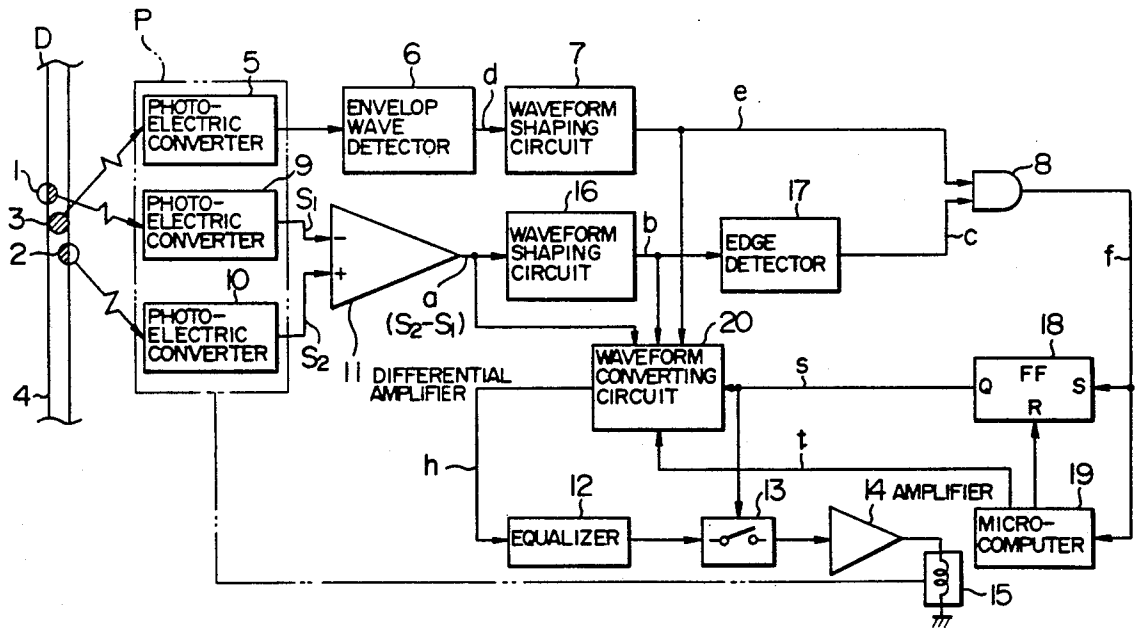 P
D
5
PHOTO-
ELECTRIC
CONVERTER
6
ENVELOP
WAVE
DETECTOR
d
7
WAVEFORM
SHAPING
CIRCUIT
e
8
1
3
2
9
PHOTO-
ELECTRIC
CONVERTER
S1
16
WAVEFORM
SHAPING
CIRCUIT
b
17
EDGE
DETECTOR
c
f
10
PHOTO-
ELECTRIC
CONVERTER
S2
−
+
a
(S2-S1)
11 DIFFERENTIAL
AMPLIFIER
20
WAVEFORM
CONVERTING
CIRCUIT
s
18
Q FF S
R
4
h
t
12
EQUALIZER
13
14 AMPLIFIER
19
MICRO-
COMPUTER
15